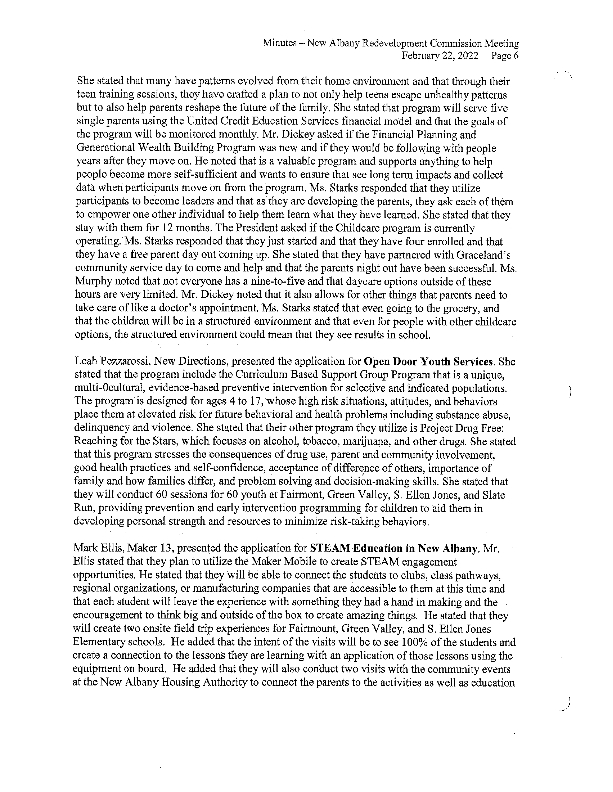 Minutes – New Albany Redevelopment Commission Meeting
February 22, 2022 Page 6
She stated that many have patterns evolved from their home environment and that through their
teen training sessions, they have crafted a plan to not only help teens escape unhealthy patterns
but to also help parents reshape the future of the family. She stated that program will serve five
single parents using the United Credit Education Services financial model and that the goals of
the program will be monitored monthly. Mr. Dickey asked if the Financial Planning and
Generational Wealth Building Program was new and if they would be following with people
years after they move on. He noted that is a valuable program and supports anything to help
people become more self-sufficient and wants to ensure that see long term impacts and collect
data when participants move on from the program. Ms. Starks responded that they utilize
participants to become leaders and that as they are developing the parents, they ask each of them
to empower one other individual to help them learn what they have learned. She stated that they
stay with them for 12 months. The President asked if the Childcare program is currently
operating. Ms. Starks responded that they just started and that they have four enrolled and that
they have a free parent day out coming up. She stated that they have partnered with Graceland's
community service day to come and help and that the parents night out have been successful. Ms.
Murphy noted that not everyone has a nine-to-five and that daycare options outside of these
hours are very limited. Mr. Dickey noted that it also allows for other things that parents need to
take care of like a doctor's appointment. Ms. Starks stated that even going to the grocery, and
that the children will be in a structured environment and that even for people with other childcare
options, the structured environment could mean that they see results in school.
Leah Pezzarossi, New Directions, presented the application for Open Door Youth Services. She
stated that the program include the Curriculum Based Support Group Program that is a unique,
multi-0cultural, evidence-based preventive intervention for selective and indicated populations.
The program is designed for ages 4 to 17, whose high risk situations, attitudes, and behaviors
place them at elevated risk for future behavioral and health problems including substance abuse,
delinquency and violence. She stated that their other program they utilize is Project Drug Free:
Reaching for the Stars, which focuses on alcohol, tobacco, marijuana, and other drugs. She stated
that this program stresses the consequences of drug use, parent and community involvement,
good health practices and self-confidence, acceptance of difference of others, importance of
family and how families differ, and problem solving and decision-making skills. She stated that
they will conduct 60 sessions for 60 youth at Fairmont, Green Valley, S. Ellen Jones, and Slate
Run, providing prevention and early intervention programming for children to aid them in
developing personal strength and resources to minimize risk-taking behaviors.
Mark Ellis, Maker 13, presented the application for STEAM Education in New Albany. Mr.
Ellis stated that they plan to utilize the Maker Mobile to create STEAM engagement
opportunities. He stated that they will be able to connect the students to clubs, class pathways,
regional organizations, or manufacturing companies that are accessible to them at this time and
that each student will leave the experience with something they had a hand in making and the
encouragement to think big and outside of the box to create amazing things. He stated they
will create two onsite field trip experiences for Fairmount, Green Valley, and S. Ellen Jones
Elementary schools. He added that the intent of the visits will be to see 100% of the students and
create a connection to the lessons they are learning with an application of those lessons using the
equipment on board. He added that they will also conduct two visits with the community events
at the New Albany Housing Authority to connect the parents to the activities as well as education